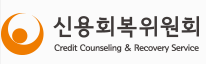 신용회복위원회
Credit Counseling & Recovery Service